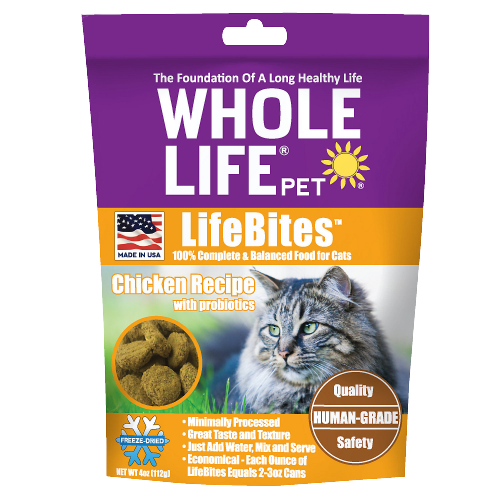 The Foundation Of A Long Healthy Life
WHOLE
LIFE® PET ®
LifeBites™
MADE IN USA
100% Complete & Balanced Food for Cats
Chicken Recipe
with probiotics
Quality
HUMAN-GRADE
Safety
FREEZE-DRIED
• Minimally Processed
• Great Taste and Texture
• Just Add Water, Mix and Serve
• Economical - Each Ounce of
LifeBites Equals 2-3oz Cans
NET WT 4oz (112g)